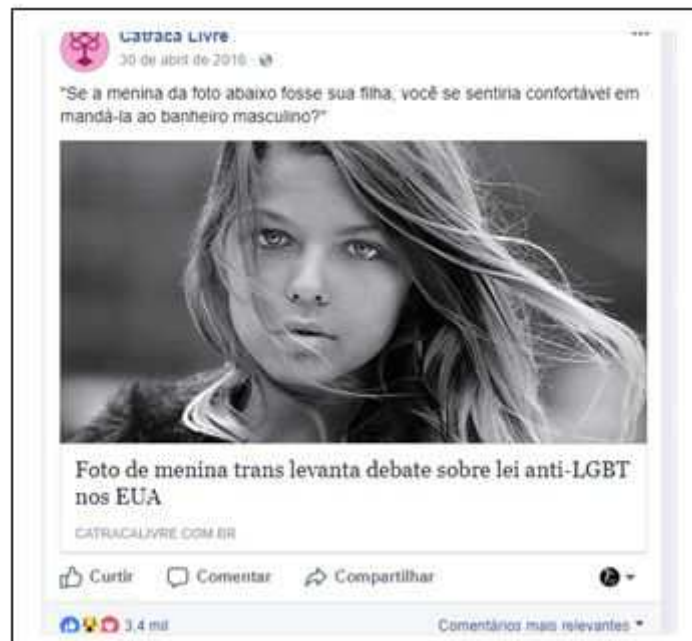 Catraca Livre
30 de abril de 2016
"Se a menina da foto abaixo fosse sua filha, você se sentiria confortável em
mandá-la ao banheiro masculino?"
Foto de menina trans levanta debate sobre lei anti-LGBT
nos EUA
CATRACALIVRE.COM.BR
Curtir Comentar Compartilhar
3,4 mil Comentários mais relevantes